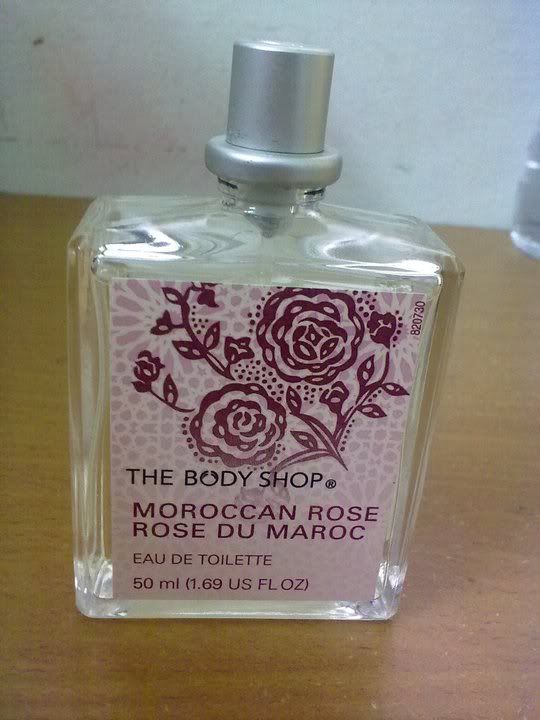 820730
THE BODY SHOP®
MOROCCAN ROSE
ROSE DU MAROC
EAU DE TOILETTE
50 ml (1.69 US FL OZ)